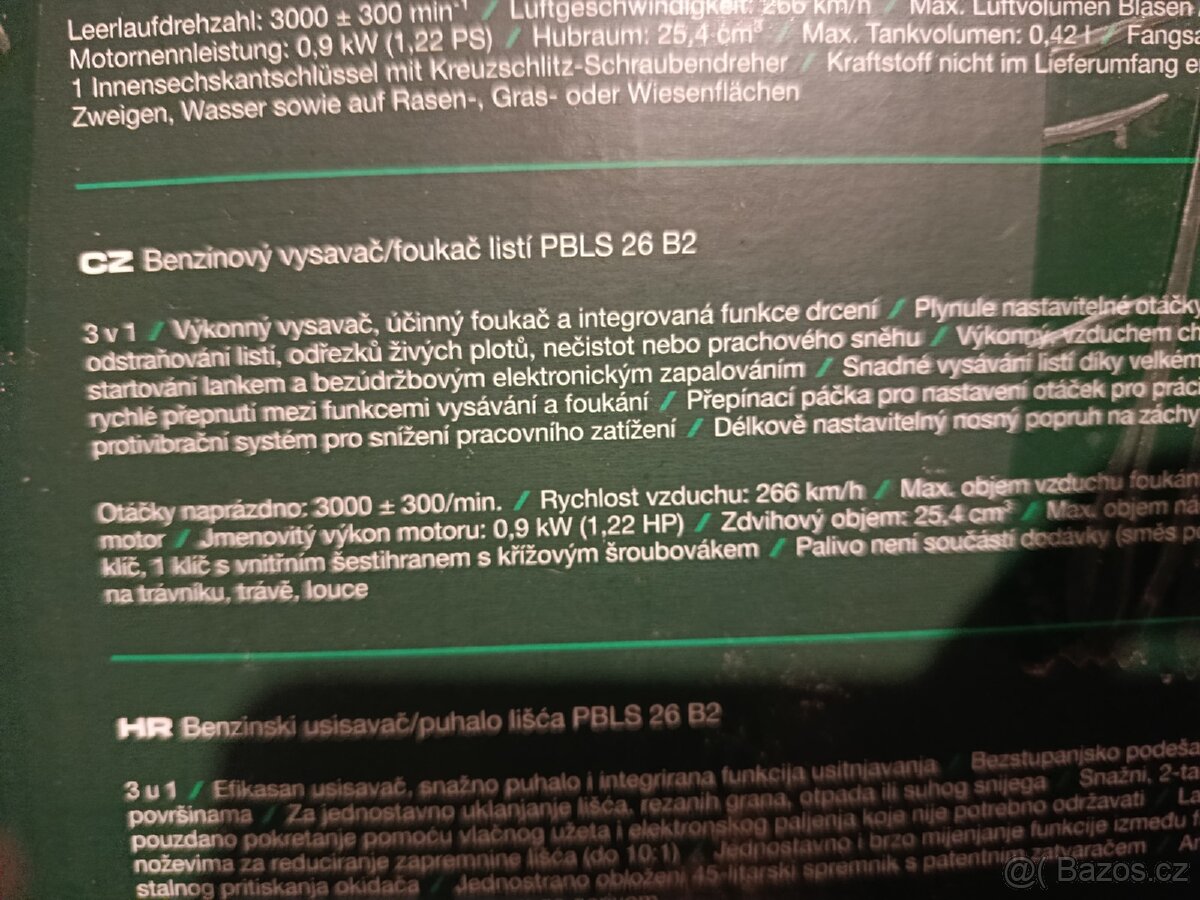 Leerlaufdrehzahl: 3000 ± 300 min⁻¹ / Luftgeschwindigkeit: 266 km/h / Max. Luftvolumen Blasen
Motornennleistung: 0,9 kW (1,22 PS) / Hubraum: 25,4 cm³ / Max. Tankvolumen: 0,42 l / Fangsa
1 Innensechskantschlüssel mit Kreuzschlitz-Schraubendreher / Kraftstoff nicht im Lieferumfang e
Zweigen, Wasser sowie auf Rasen-, Gras- oder Wiesenflächen
CZ Benzínový vysavač/foukač listí PBLS 26 B2
3 v 1 / Výkonný vysavač, účinný foukač a integrovaná funkce drcení / Plynule nastavitelné otáčky
odstraňování listí, odřezků živých plotů, nečistot nebo prachového sněhu / Výkonný, vzduchem ch
startování lankem a bezúdržbovým elektronickým zapalováním / Snadné vysávání listí díky velkém
rychlé přepnutí mezi funkcemi vysávání a foukání / Přepínací páčka pro nastavení otáček pro prác
protivibrační systém pro snížení pracovního zatížení / Délkově nastavitelný nosný popruh na záchy
Otáčky naprázdno: 3000 ± 300/min. / Rychlost vzduchu: 266 km/h / Max. objem vzduchu foukán
motor / Jmenovitý výkon motoru: 0,9 kW (1,22 HP) / Zdvihový objem: 25,4 cm³ / Max. objem ná
klíč, 1 klíč s vnitřním šestihranem s křížovým šroubovákem / Palivo není součástí dodávky (směs p
na trávníku, trávě, louce
HR Benzinski usisavač/puhalo lišća PBLS 26 B2
3 u 1 / Efikasan usisavač, snažno puhalo i integrirana funkcija usitnjavanja / Bezstupanjsko podeša
površinama / Za jednostavno uklanjanje lišća, rezanih grana, otpada ili suhog snijega / Snažni, 2-ta
pouzdano pokretanje pomoću vlačnog užeta i elektronskog paljenja koje nije potrebno održavati / La
noževima za reduciranje zapremnine lišća (do 10:1) / Jednostavno i brzo mijenjanje funkcije između
stalnog pritiskanja okidača / Jednostrano obloženi 45-litarski spremnik s patentnim zatvaračem / A
@( Bazos.cz